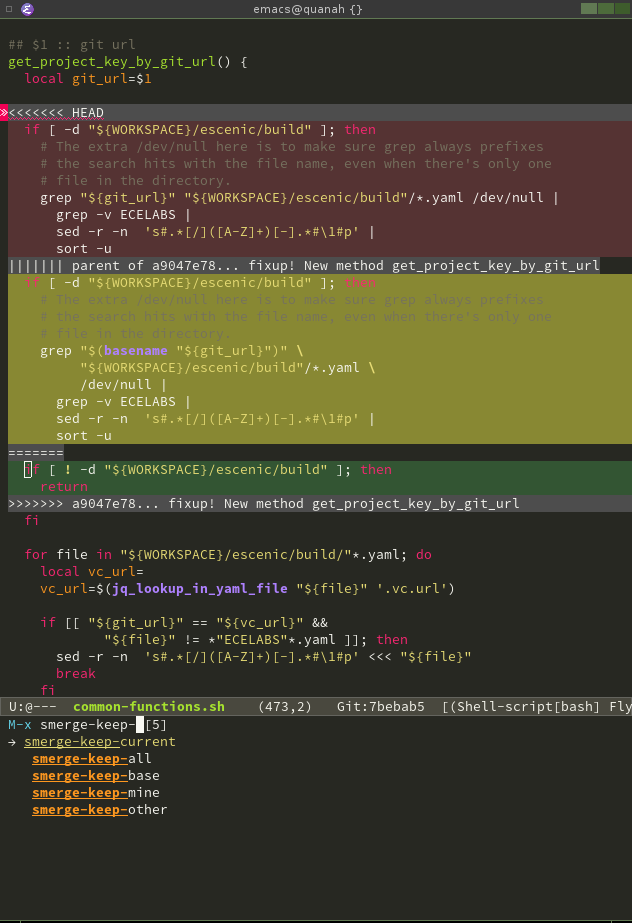 emacs@quanah {}
## $1 :: git url
get_project_key_by_git_url() {
  local git_url=$1

<<<<<<< HEAD
  if [ -d "${WORKSPACE}/escenic/build" ]; then
    # The extra /dev/null here is to make sure grep always prefixes
    # the search hits with the file name, even when there's only one
    # file in the directory.
    grep "${git_url}" "${WORKSPACE}/escenic/build"/*.yaml /dev/null |
      grep -v ECELABS |
      sed -r -n  's#.*[/]([A-Z]+)[-].*#\1#p' |
      sort -u
||||||| parent of a9047e78... fixup! New method get_project_key_by_git_url
  if [ -d "${WORKSPACE}/escenic/build" ]; then
    # The extra /dev/null here is to make sure grep always prefixes
    # the search hits with the file name, even when there's only one
    # file in the directory.
    grep "$(basename "${git_url}")" \
         "${WORKSPACE}/escenic/build"/*.yaml \
         /dev/null |
      grep -v ECELABS |
      sed -r -n  's#.*[/]([A-Z]+)[-].*#\1#p' |
      sort -u
=======
  if [ ! -d "${WORKSPACE}/escenic/build" ]; then
    return
>>>>>>> a9047e78... fixup! New method get_project_key_by_git_url
  fi

  for file in "${WORKSPACE}/escenic/build/"*.yaml; do
    local vc_url=
    vc_url=$(jq_lookup_in_yaml_file "${file}" '.vc.url')

    if [[ "${git_url}" == "${vc_url}" &&
            "${file}" != *"ECELABS"*.yaml ]]; then
      sed -r -n  's#.*[/]([A-Z]+)[-].*#\1#p' <<< "${file}"
      break
    fi
U:@---  common-functions.sh    (473,2)   Git:7bebab5  [(Shell-script[bash] Fly
M-x smerge-keep- [5]
→ smerge-keep-current
   smerge-keep-all
   smerge-keep-base
   smerge-keep-mine
   smerge-keep-other